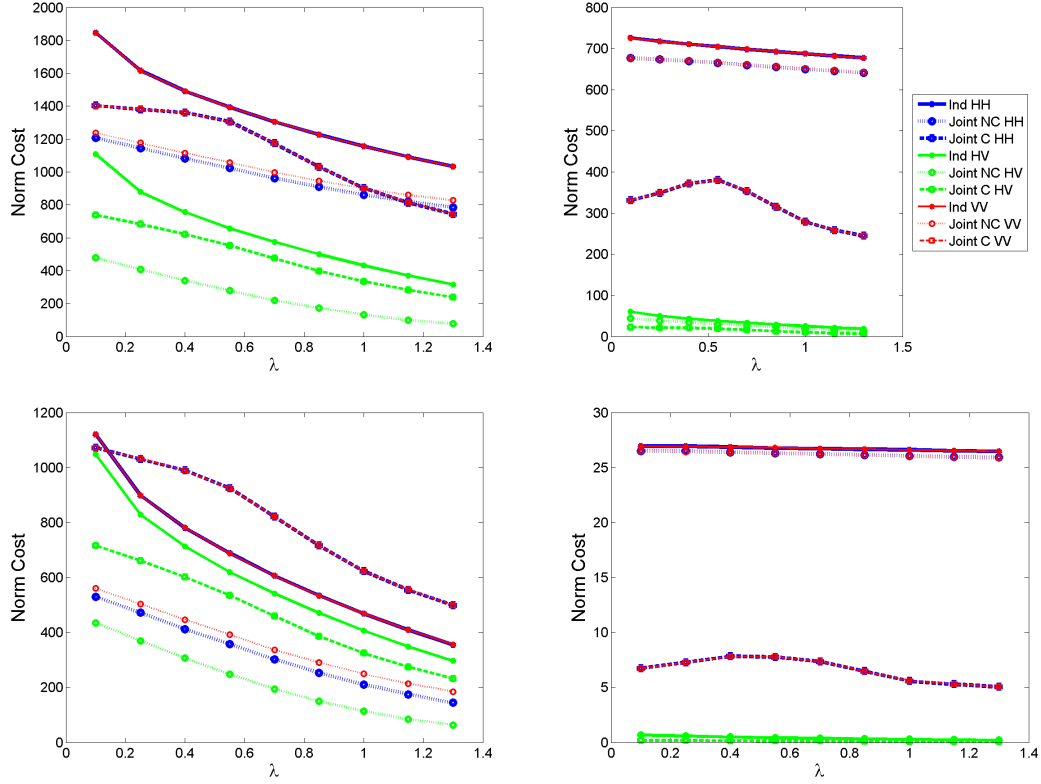 Norm Cost
2000
1800
1600
1400
1200
1000
800
600
400
200
0
0 0.2 0.4 0.6 0.8 1 1.2 1.4
λ
Norm Cost
800
700
600
500
400
300
200
100
0
0 0.5 1 1.5
λ
Ind HH
Joint NC HH
Joint C HH
Ind HV
Joint NC HV
Joint C HV
Ind VV
Joint NC VV
Joint C VV
Norm Cost
1200
1000
800
600
400
200
0
0 0.2 0.4 0.6 0.8 1 1.2 1.4
λ
Norm Cost
30
25
20
15
10
5
0
0 0.2 0.4 0.6 0.8 1 1.2 1.4
λ